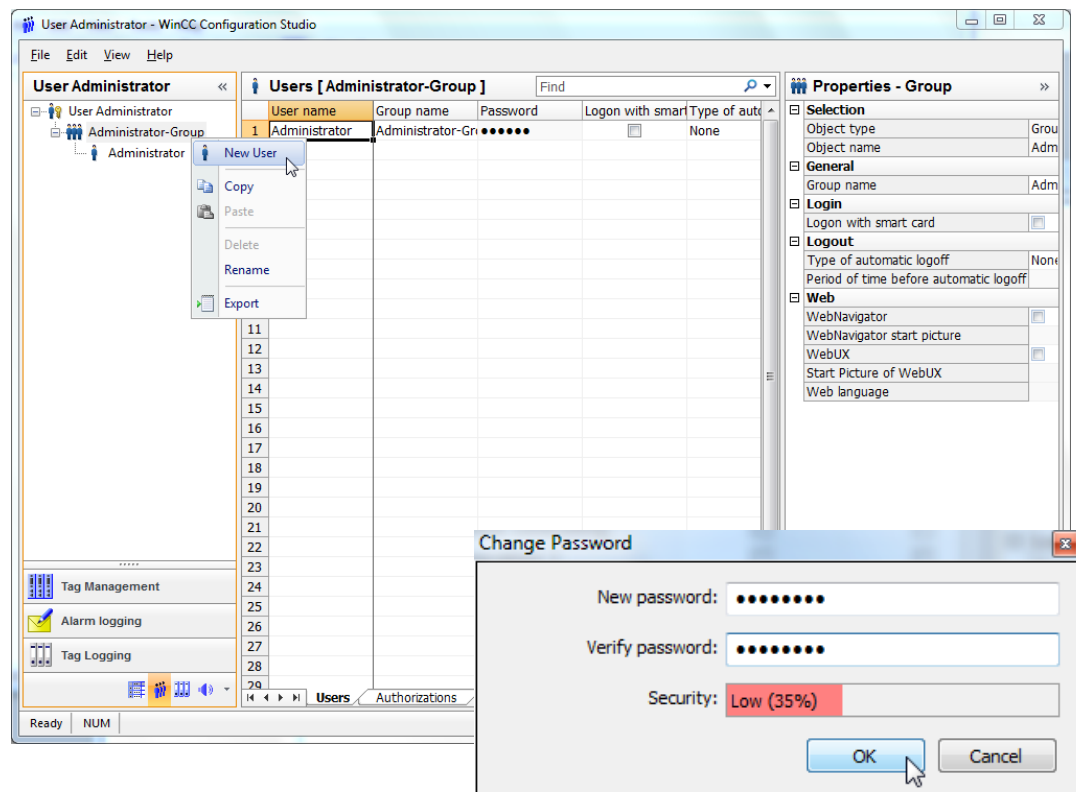 User Administrator - WinCC Configuration Studio
File Edit View Help
User Administrator «
User Administrator
Administrator-Group
Administrator
New User
Copy
Paste
Delete
Rename
Export
Tag Management
Alarm logging
Tag Logging
Users [ Administrator-Group ] Find
User name Group name Password Logon with smart Type of auto
1 Administrator Administrator-Gr ●●●●●● None
11
12
13
14
15
16
17
18
19
20
21
22
23
24
25
26
27
28
29
Users Authorizations
Properties - Group »
Selection
Object type Grou
Object name Adm
General
Group name Adm
Login
Logon with smart card
Logout
Type of automatic logoff None
Period of time before automatic logoff
Web
WebNavigator
WebNavigator start picture
WebUX
Start Picture of WebUX
Web language
Ready NUM
Change Password
New password: ●●●●●●●●
Verify password: ●●●●●●●●
Security: Low (35%)
OK Cancel